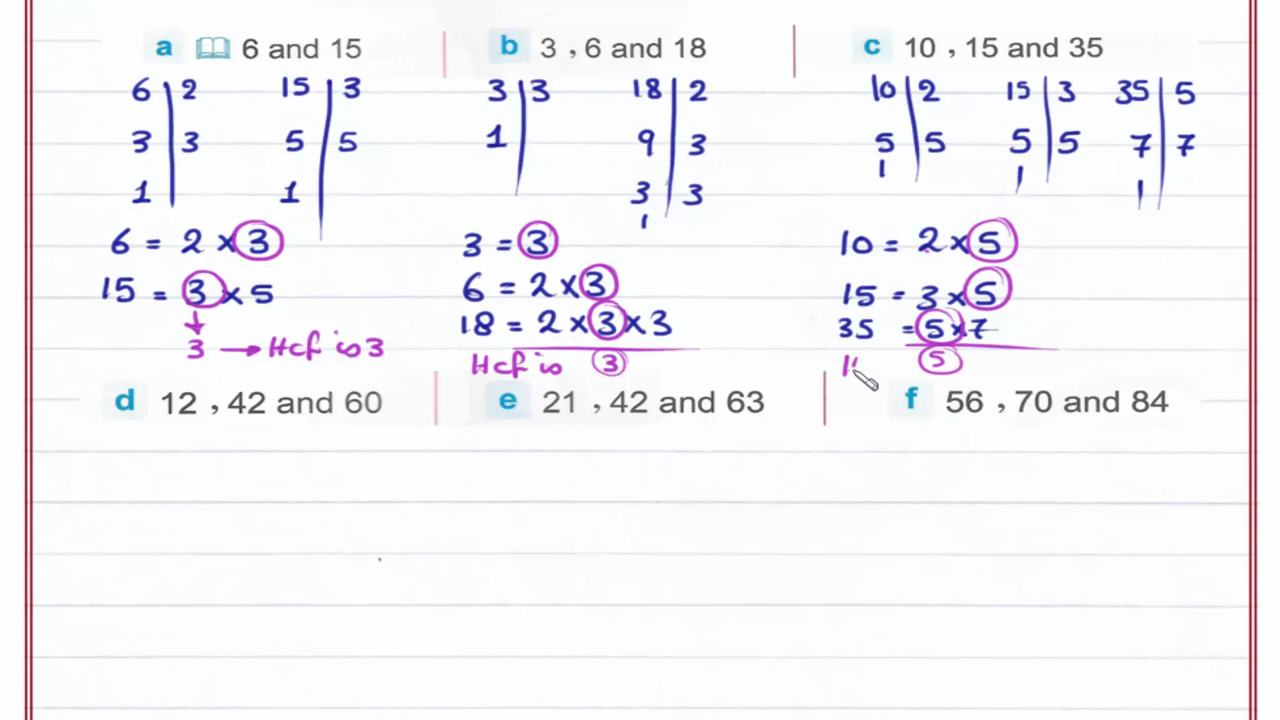 a 6 and 15
b 3 , 6 and 18
c 10 , 15 and 35
6 2 15 3
3 3 5 5
1 1
6 = 2 × 3
15 = 3 × 5
3 → Hcf is 3
3 3 18 2
1 9 3
3 3
1
3 = 3
6 = 2 × 3
18 = 2 × 3 × 3
Hcf is 3
10 2 15 3 35 5
5 5 5 5 7 7
1 1 1
10 = 2 × 5
15 = 3 × 5
35 = 5 × 7
5
d 12 , 42 and 60
e 21 , 42 and 63
f 56 , 70 and 84